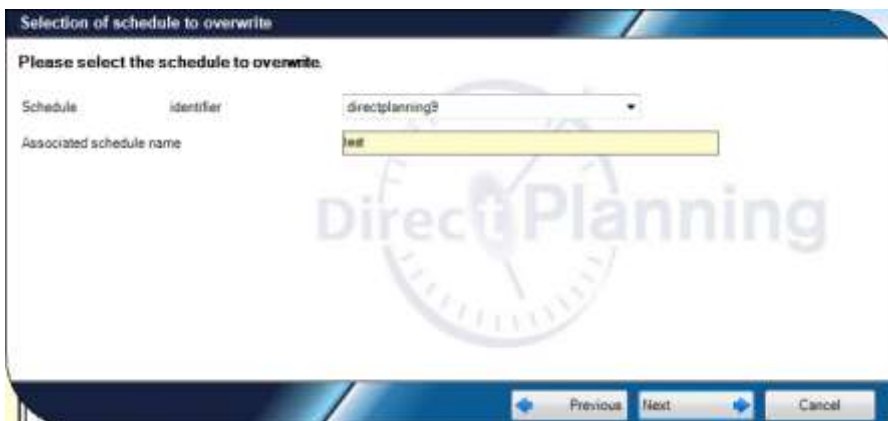 Selection of schedule to overwrite
Please select the schedule to overwrite.
Schedule identifier directplanning9
Associated schedule name test
DirectPlanning
Previous Next Cancel